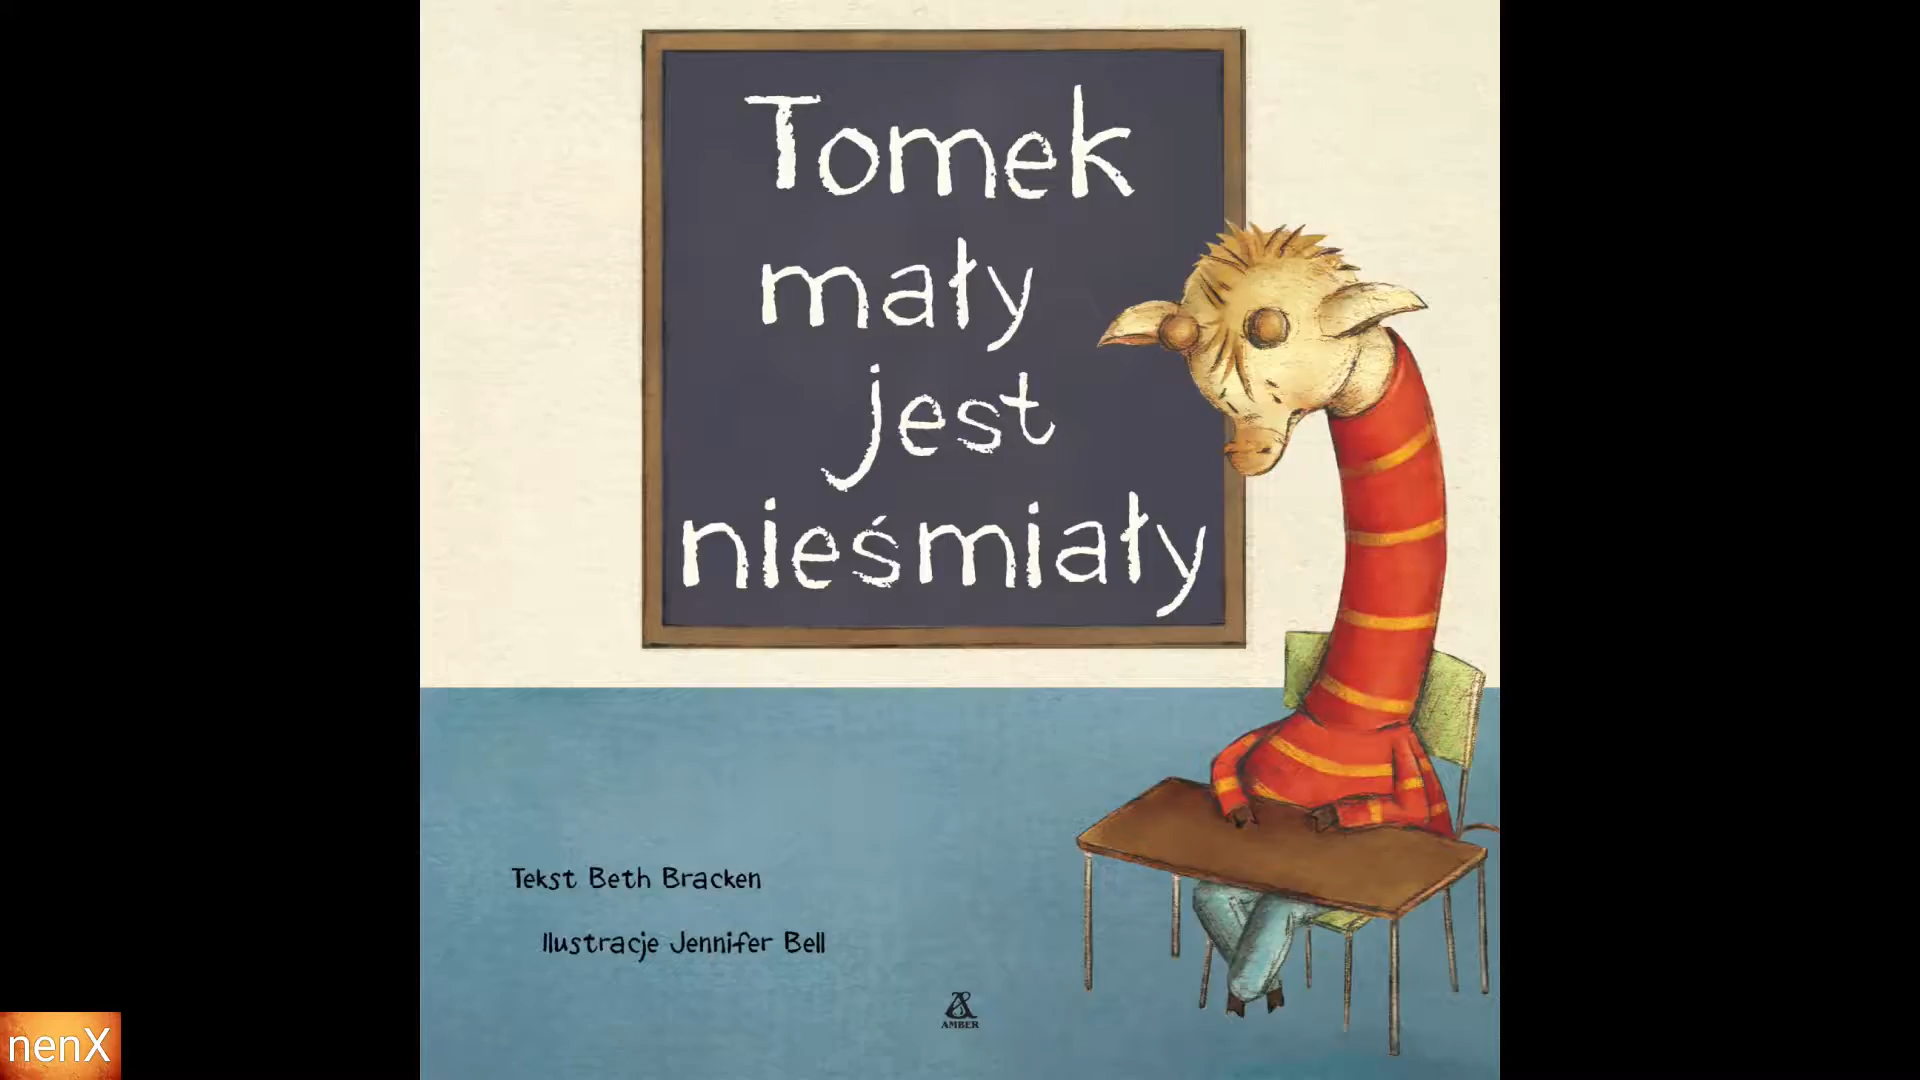 Tomek
mały
jest
nieśmiały
Tekst Beth Bracken
Ilustracje Jennifer Bell
AMBER
nenX